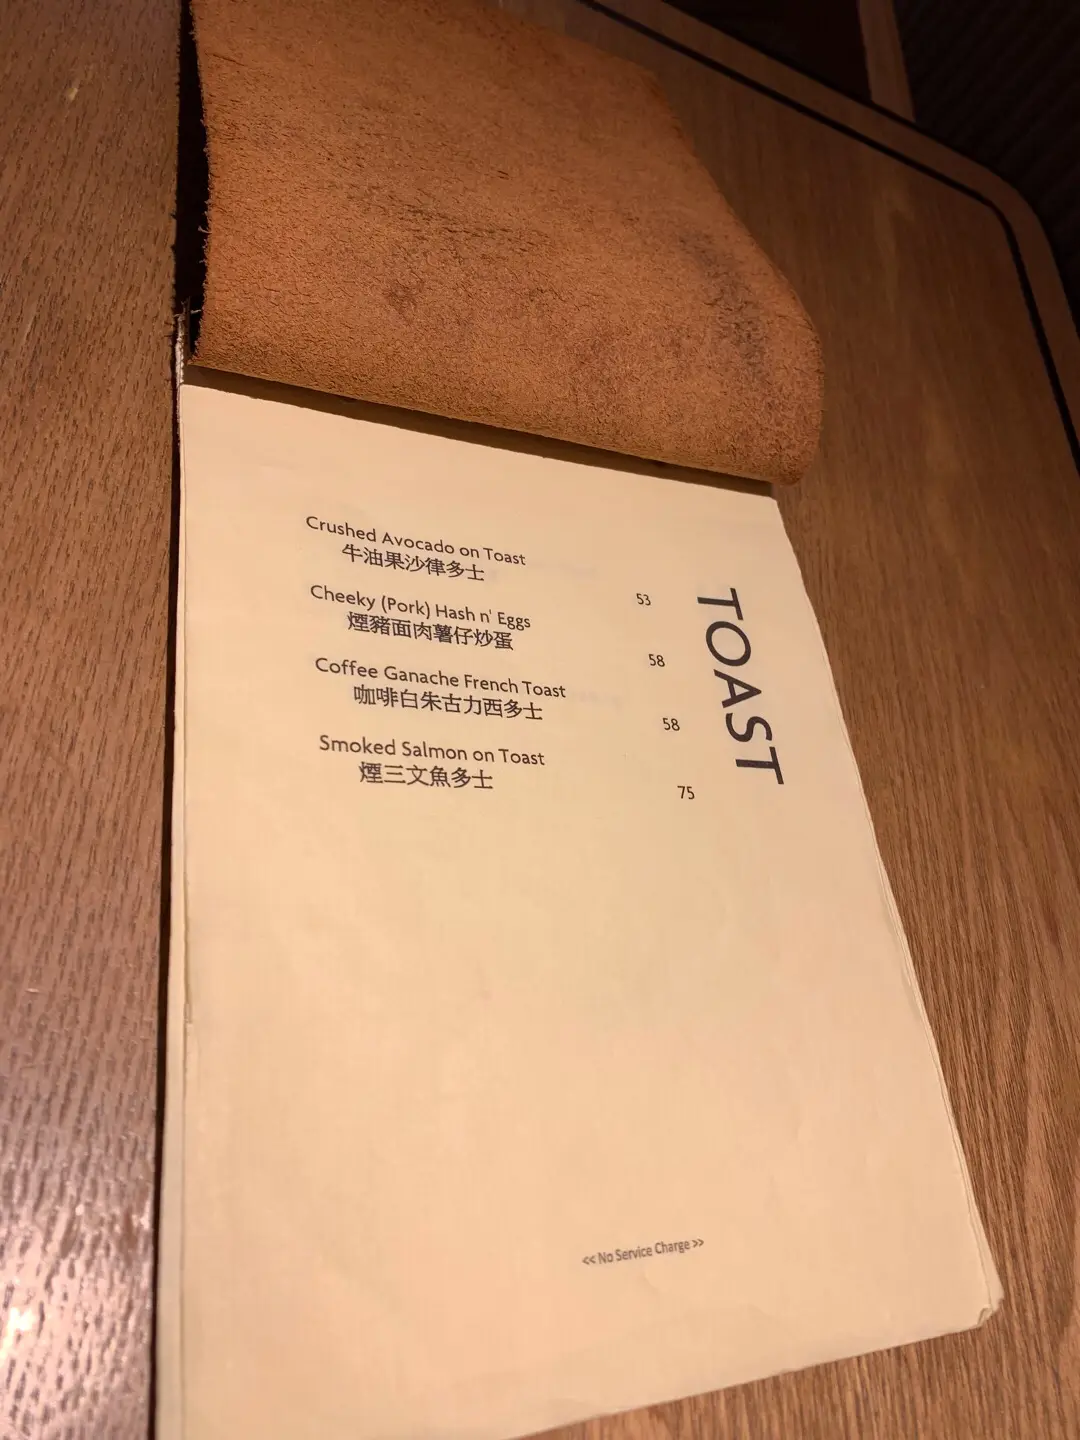 TOAST
Crushed Avocado on Toast
牛油果沙律多士
53
Cheeky (Pork) Hash n' Eggs
煙豬面肉薯仔炒蛋
58
Coffee Ganache French Toast
咖啡白朱古力西多士
58
Smoked Salmon on Toast
煙三文魚多士
75
<< No Service Charge >>